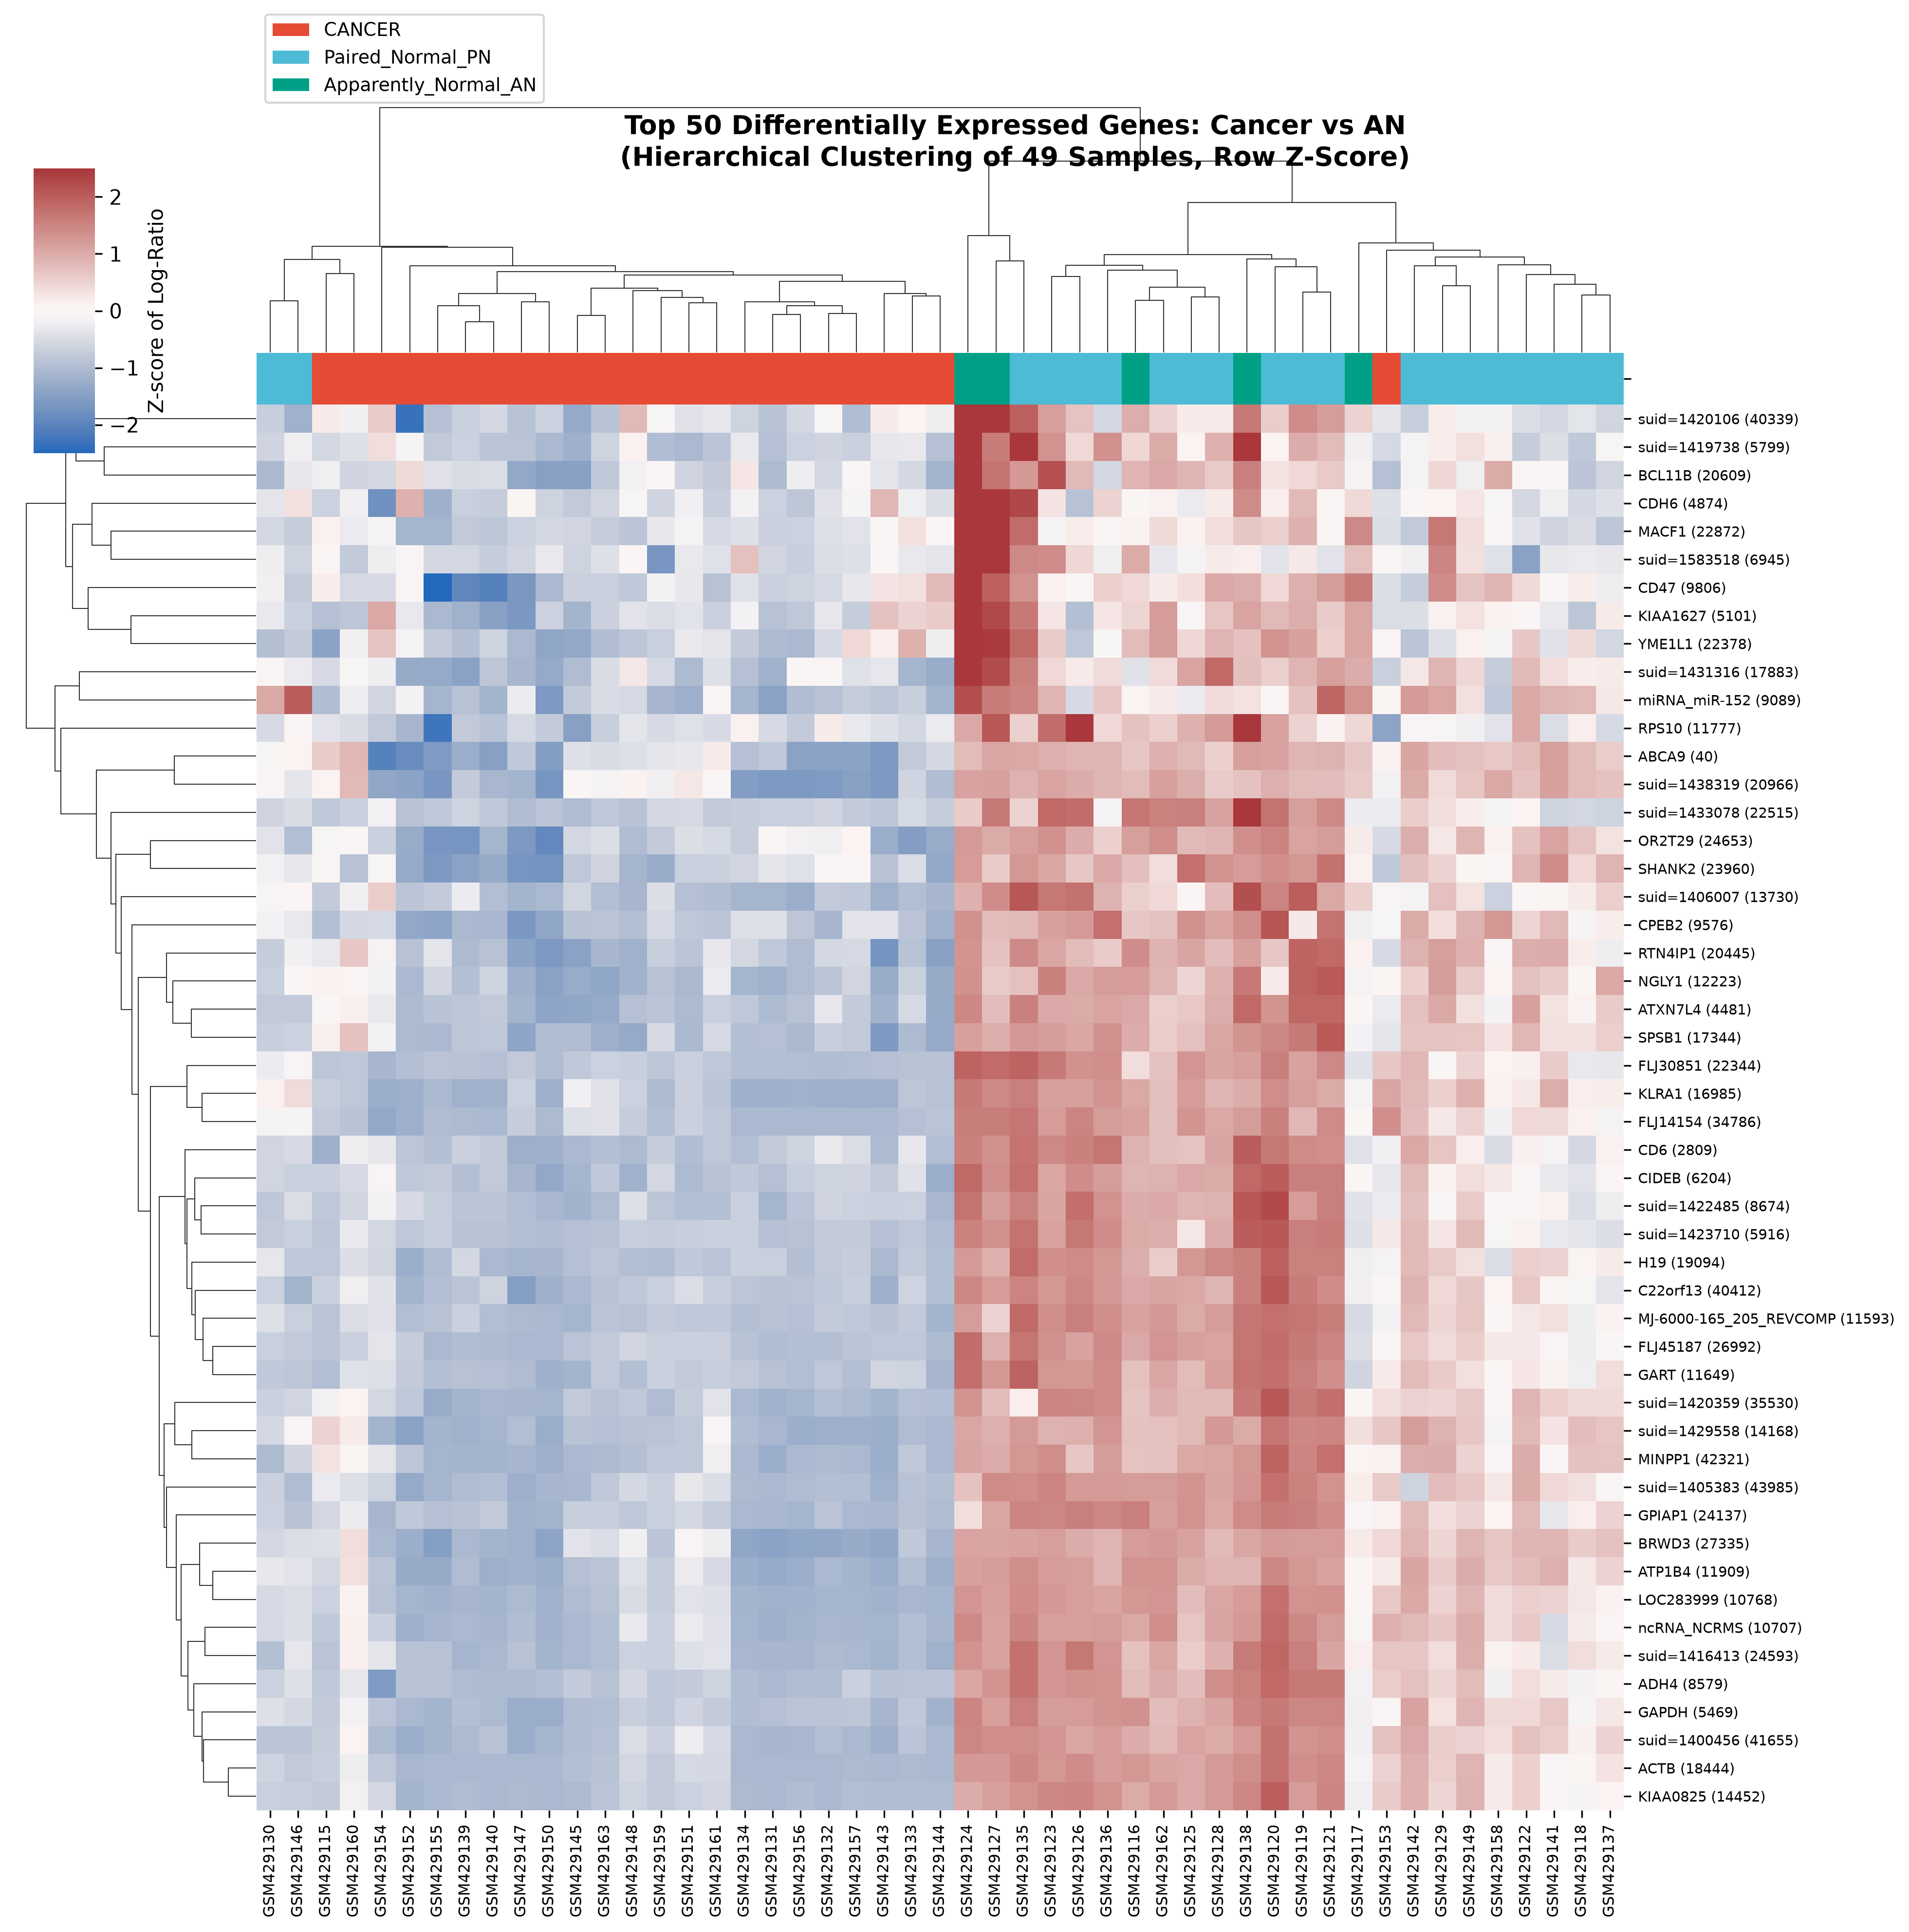 CANCER
Paired_Normal_PN
Apparently_Normal_AN
Top 50 Differentially Expressed Genes: Cancer vs AN
(Hierarchical Clustering of 49 Samples, Row Z-Score)
2
1
0
−1
−2
Z-score of Log-Ratio
suid=1420106 (40339)
suid=1419738 (5799)
BCL11B (20609)
CDH6 (4874)
MACF1 (22872)
suid=1583518 (6945)
CD47 (9806)
KIAA1627 (5101)
YME1L1 (22378)
suid=1431316 (17883)
miRNA_miR-152 (9089)
RPS10 (11777)
ABCA9 (40)
suid=1438319 (20966)
suid=1433078 (22515)
OR2T29 (24653)
SHANK2 (23960)
suid=1406007 (13730)
CPEB2 (9576)
RTN4IP1 (20445)
NGLY1 (12223)
ATXN7L4 (4481)
SPSB1 (17344)
FLJ30851 (22344)
KLRA1 (16985)
FLJ14154 (34786)
CD6 (2809)
CIDEB (6204)
suid=1422485 (8674)
suid=1423710 (5916)
H19 (19094)
C22orf13 (40412)
MJ-6000-165_205_REVCOMP (11593)
FLJ45187 (26992)
GART (11649)
suid=1420359 (35530)
suid=1429558 (14168)
MINPP1 (42321)
suid=1405383 (43985)
GPIAP1 (24137)
BRWD3 (27335)
ATP1B4 (11909)
LOC283999 (10768)
ncRNA_NCRMS (10707)
suid=1416413 (24593)
ADH4 (8579)
GAPDH (5469)
suid=1400456 (41655)
ACTB (18444)
KIAA0825 (14452)
GSM429130
GSM429146
GSM429115
GSM429160
GSM429154
GSM429152
GSM429155
GSM429139
GSM429140
GSM429147
GSM429150
GSM429145
GSM429163
GSM429148
GSM429159
GSM429151
GSM429161
GSM429134
GSM429131
GSM429156
GSM429132
GSM429157
GSM429143
GSM429133
GSM429144
GSM429124
GSM429127
GSM429135
GSM429123
GSM429126
GSM429136
GSM429116
GSM429162
GSM429125
GSM429128
GSM429138
GSM429120
GSM429119
GSM429121
GSM429117
GSM429153
GSM429142
GSM429129
GSM429149
GSM429158
GSM429122
GSM429141
GSM429118
GSM429137